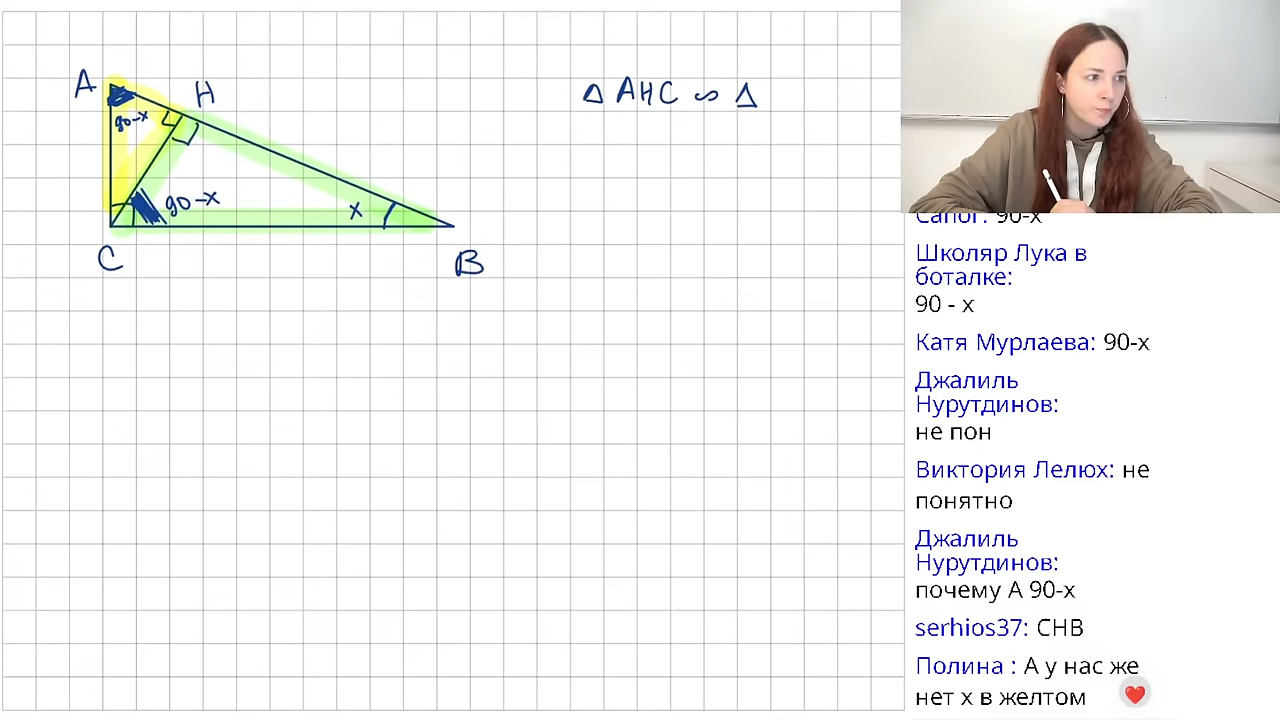 A
H
△ AHC ∾ △
90-x
90-x
x
C
B
Сапог: 90-х
Школяр Лука в
боталке:
90 - х
Катя Мурлаева: 90-х
Джалиль
Нурутдинов:
не пон
Виктория Лелюх: не
понятно
Джалиль
Нурутдинов:
почему А 90-х
serhios37: СНВ
Полина : А у нас же
нет х в желтом